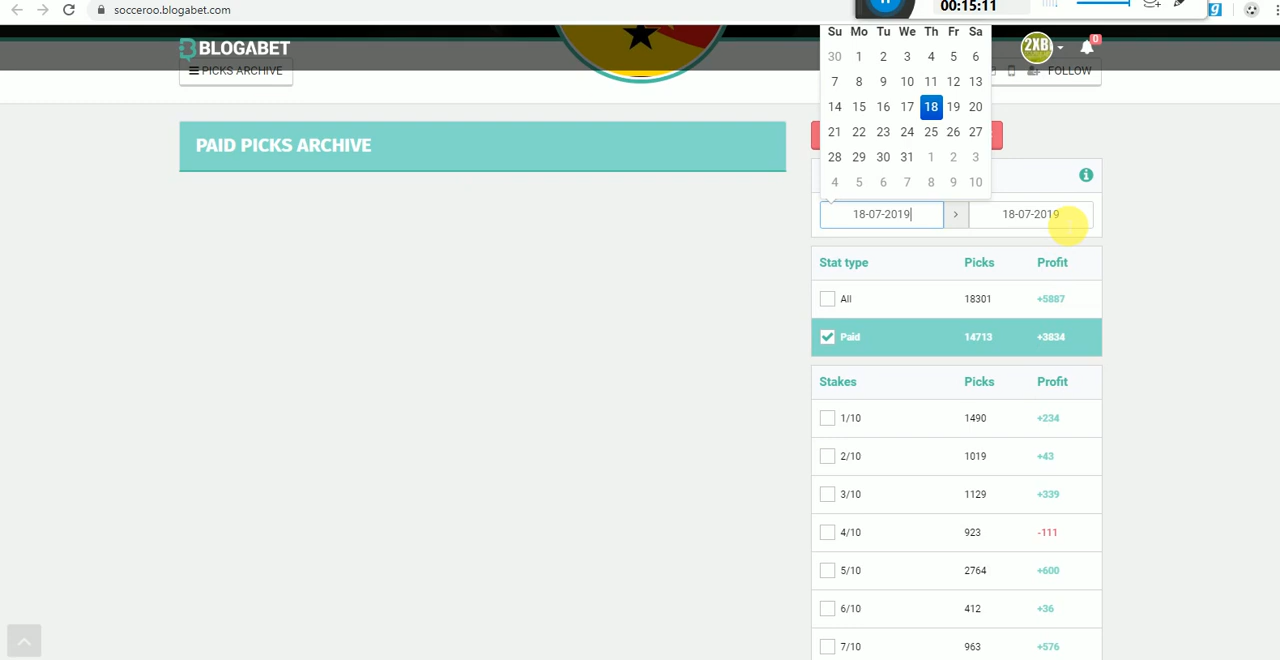 socceroo.blogabet.com
00:15:11
BLOGABET
2XB
0
PICKS ARCHIVE
FOLLOW
Su Mo Tu We Th Fr Sa
30 1 2 3 4 5 6
7 8 9 10 11 12 13
14 15 16 17 18 19 20
21 22 23 24 25 26 27
28 29 30 31 1 2 3
4 5 6 7 8 9 10
PAID PICKS ARCHIVE
18-07-2019 > 18-07-2019
Stat type Picks Profit
All 18301 +5887
Paid 14713 +3834
Stakes Picks Profit
1/10 1490 +234
2/10 1019 +43
3/10 1129 +339
4/10 923 -111
5/10 2764 +600
6/10 412 +36
7/10 963 +576